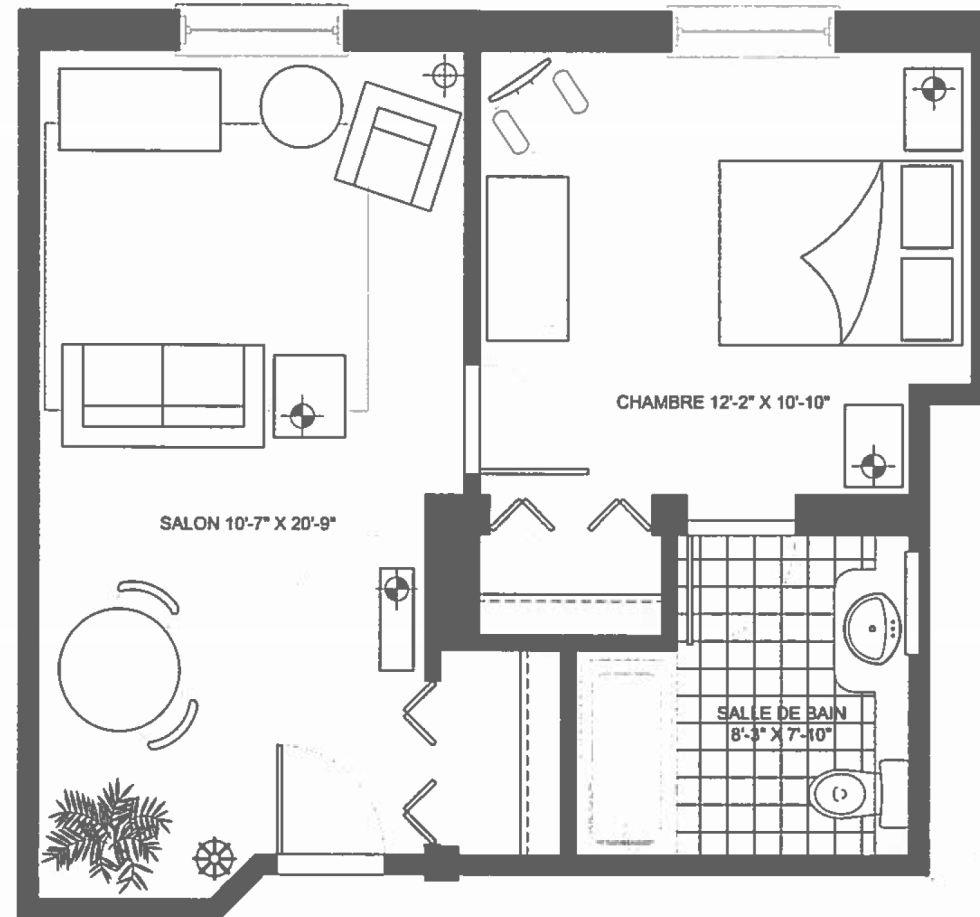 CHAMBRE 12'-2" X 10'-10"
SALON 10'-7" X 20'-9"
SALLE DE BAIN
8'-3" X 7'-10"